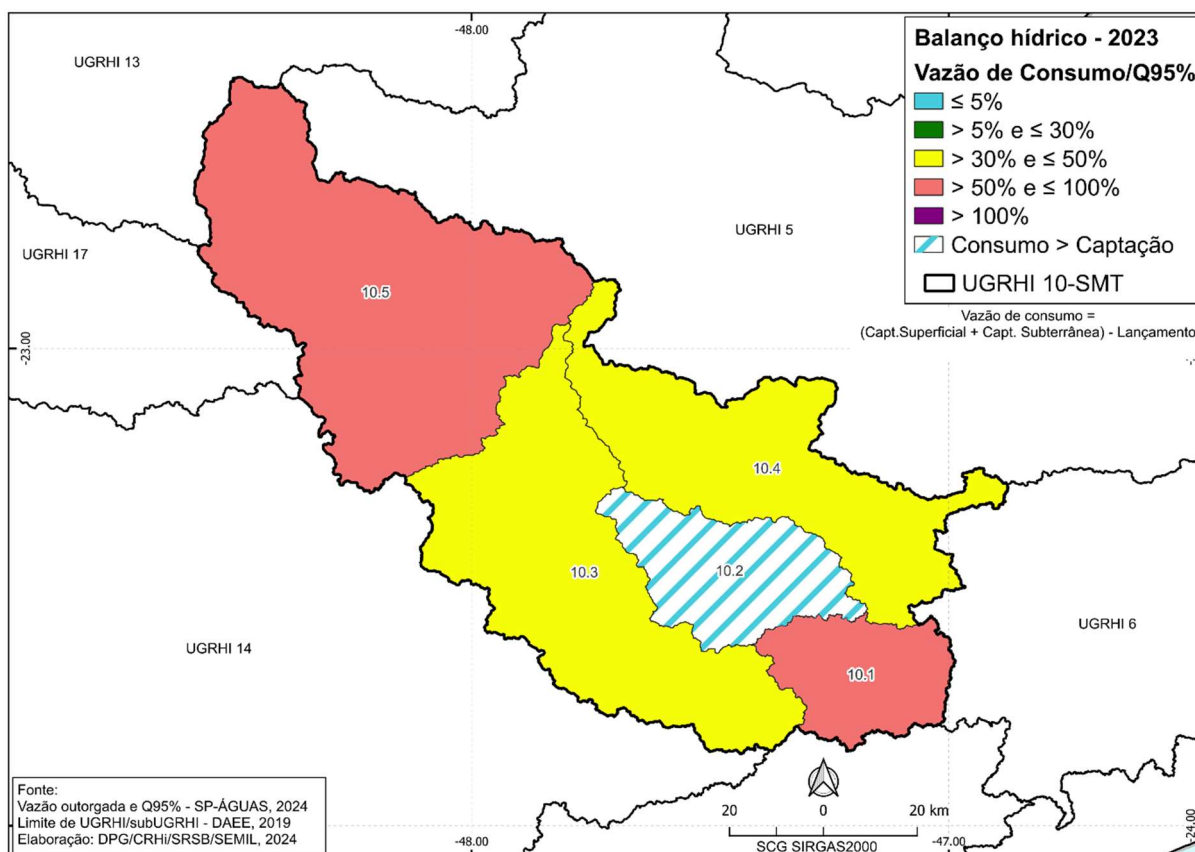 -48.00
UGRHI 13
UGRHI 17
UGRHI 5
-23.00
10.5
10.4
10.3
10.2
10.1
UGRHI 14
UGRHI 6
Balanço hídrico - 2023
Vazão de Consumo/Q95%
≤ 5%
> 5% e ≤ 30%
> 30% e ≤ 50%
> 50% e ≤ 100%
> 100%
Consumo > Captação
UGRHI 10-SMT
Vazão de consumo =
(Capt.Superficial + Capt. Subterrânea) - Lançamento
Fonte:
Vazão outorgada e Q95% - SP-ÁGUAS, 2024
Limite de UGRHI/subUGRHI - DAEE, 2019
Elaboração: DPG/CRHi/SRSB/SEMIL, 2024
20 0 20 km
SCG SIRGAS2000
-48.00
-47.00
-24.00